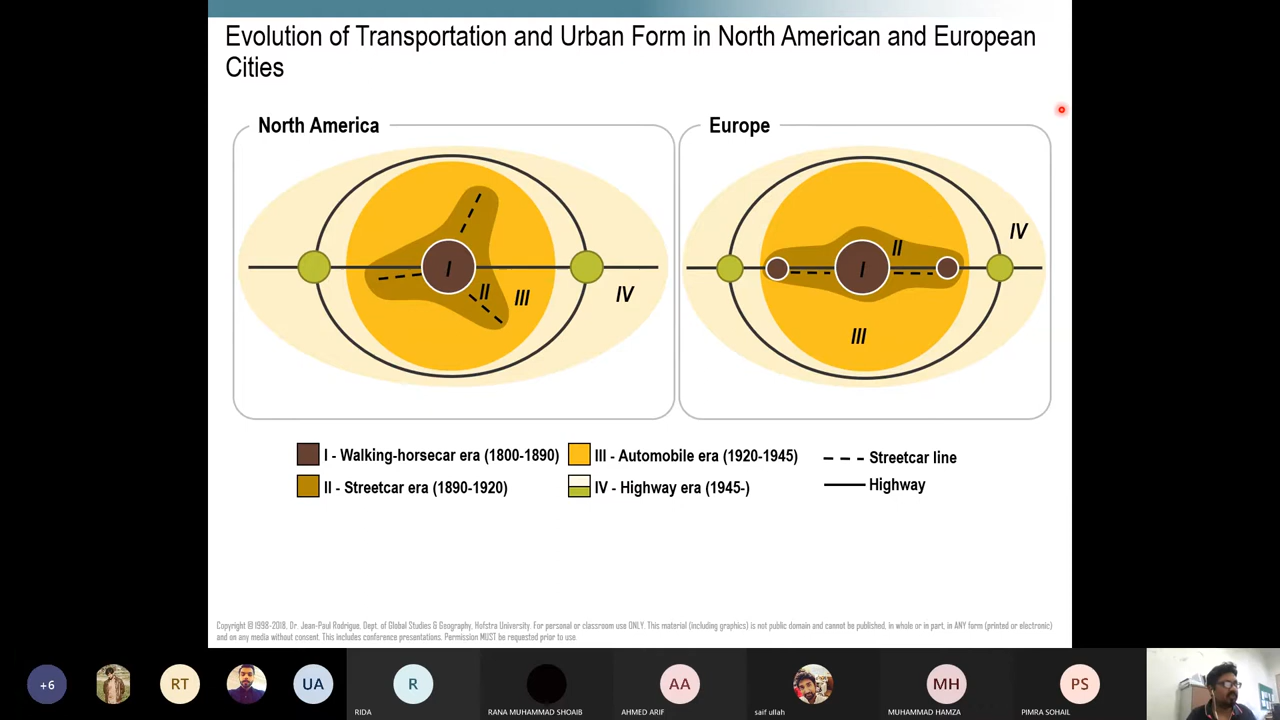 Evolution of Transportation and Urban Form in North American and European
Cities
North America
Europe
I
II
III
IV
I
II
III
IV
I - Walking-horsecar era (1800-1890)
II - Streetcar era (1890-1920)
III - Automobile era (1920-1945)
IV - Highway era (1945-)
Streetcar line
Highway
Copyright © 1998-2018, Dr. Jean-Paul Rodrigue, Dept. of Global Studies & Geography, Hofstra University. For personal or classroom use ONLY. This material (including graphics) is not public domain and cannot be published, in whole or in part, in ANY form (printed or electronic)
and on any media without consent. This includes conference presentations. Permission MUST be requested prior to use.
+6
RT
UA
R
RIDA
RANA MUHAMMAD SHOAIB
AA
AHMED ARIF
saif ullah
MH
MUHAMMAD HAMZA
PS
PIMRA SOHAIL